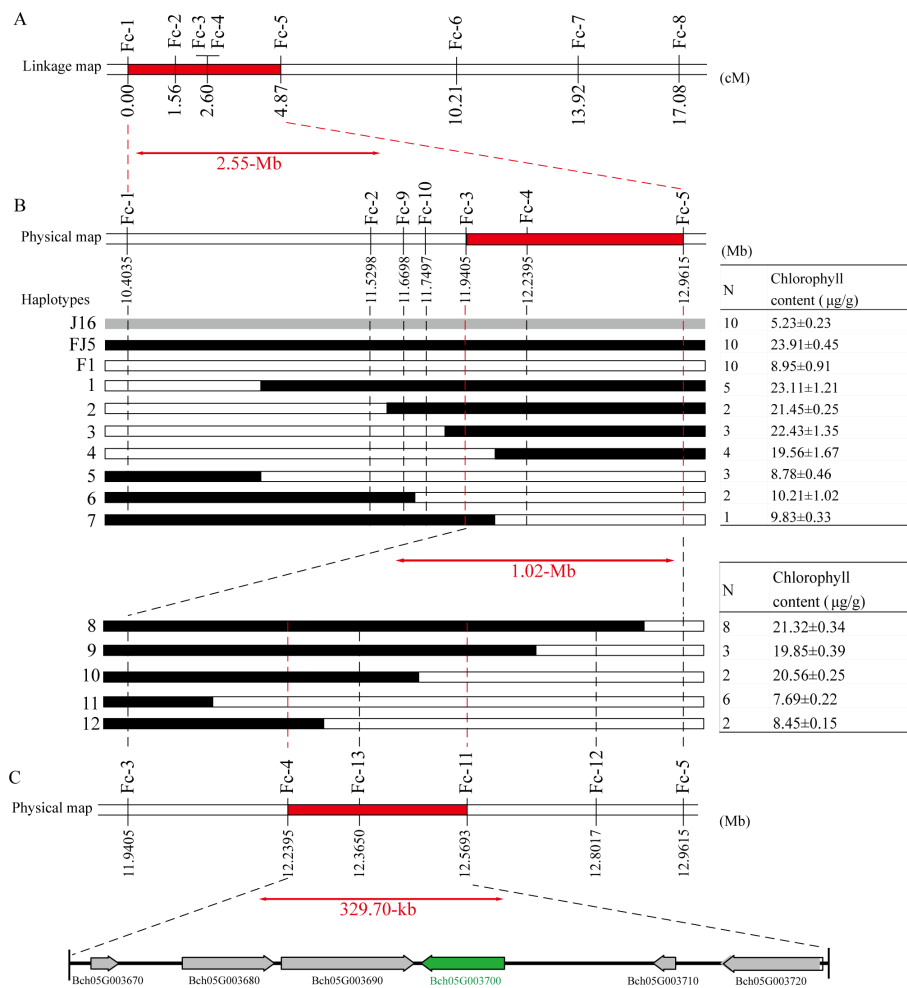 A
Fc-1 Fc-2 Fc-3 Fc-4 Fc-5 Fc-6 Fc-7 Fc-8
Linkage map
(cM)
0.00 1.56 2.60 4.87 10.21 13.92 17.08
2.55-Mb
B
Fc-1 Fc-2 Fc-9 Fc-10 Fc-3 Fc-4 Fc-5
Physical map
(Mb)
10.4035 11.5298 11.6698 11.7497 11.9405 12.2395 12.9615
N Chlorophyll
content ( μg/g)
Haplotypes
J16 10 5.23±0.23
FJ5 10 23.91±0.45
F1 10 8.95±0.91
1 5 23.11±1.21
2 2 21.45±0.25
3 3 22.43±1.35
4 4 19.56±1.67
5 3 8.78±0.46
6 2 10.21±1.02
7 1 9.83±0.33
1.02-Mb
N Chlorophyll
content ( μg/g)
8 8 21.32±0.34
9 3 19.85±0.39
10 2 20.56±0.25
11 6 7.69±0.22
12 2 8.45±0.15
C
Fc-3 Fc-4 Fc-13 Fc-11 Fc-12 Fc-5
Physical map
(Mb)
11.9405 12.2395 12.3650 12.5693 12.8017 12.9615
329.70-kb
Bch05G003670 Bch05G003680 Bch05G003690 Bch05G003700 Bch05G003710 Bch05G003720